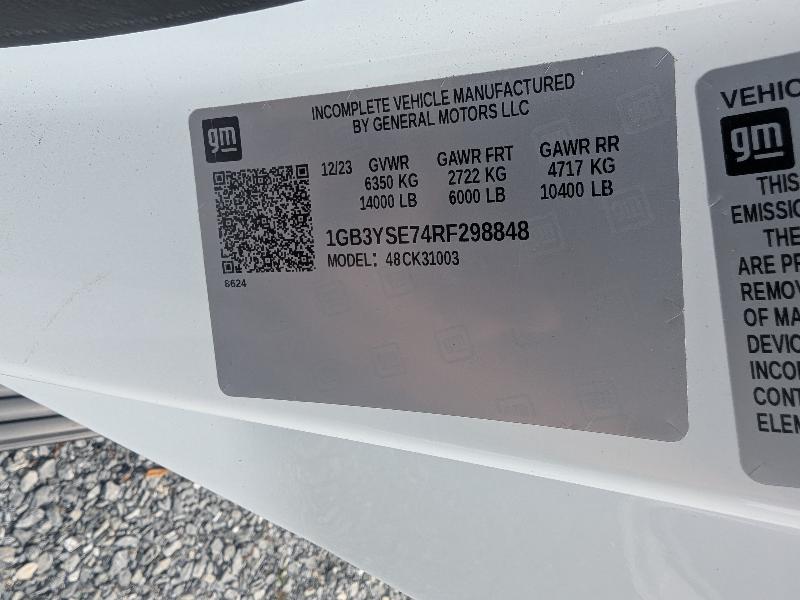 gm
INCOMPLETE VEHICLE MANUFACTURED
BY GENERAL MOTORS LLC
12/23 GVWR GAWR FRT GAWR RR
6350 KG 2722 KG 4717 KG
14000 LB 6000 LB 10400 LB
1GB3YSE74RF298848
MODEL: 48CK31003
8624
VEHIC
gm
THIS
EMISSIO
THE
ARE PR
REMOV
OF MA
DEVIC
INCO
CONT
ELEM